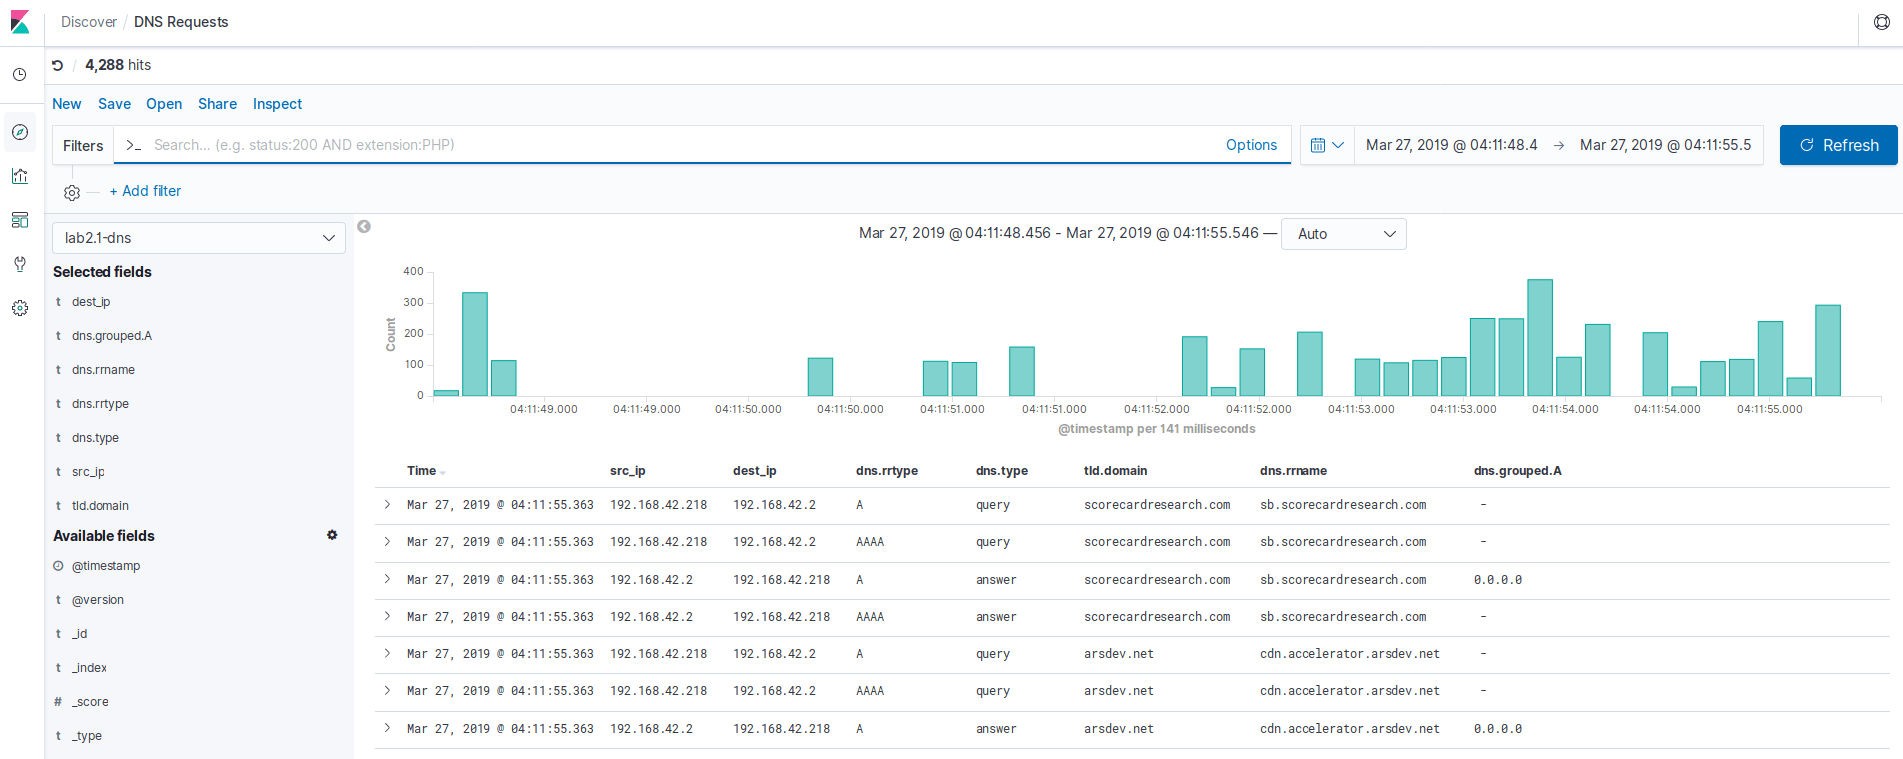 Discover / DNS Requests
/ 4,288 hits
New Save Open Share Inspect
Filters >_ Search... (e.g. status:200 AND extension:PHP) Options Mar 27, 2019 @ 04:11:48.4 → Mar 27, 2019 @ 04:11:55.5 Refresh
+ Add filter
lab2.1-dns
Selected fields
t dest_ip
t dns.grouped.A
t dns.rrname
t dns.rrtype
t dns.type
t src_ip
t tld.domain
Available fields
@timestamp
t @version
t _id
t _index
# _score
t _type
Mar 27, 2019 @ 04:11:48.456 - Mar 27, 2019 @ 04:11:55.546 — Auto
Count
400
300
200
100
0
04:11:49.000 04:11:49.000 04:11:50.000 04:11:50.000 04:11:51.000 04:11:51.000 04:11:52.000 04:11:52.000 04:11:53.000 04:11:53.000 04:11:54.000 04:11:54.000 04:11:55.000
@timestamp per 141 milliseconds
Time src_ip dest_ip dns.rrtype dns.type tld.domain dns.rrname dns.grouped.A
Mar 27, 2019 @ 04:11:55.363 192.168.42.218 192.168.42.2 A query scorecardresearch.com sb.scorecardresearch.com -
Mar 27, 2019 @ 04:11:55.363 192.168.42.218 192.168.42.2 AAAA query scorecardresearch.com sb.scorecardresearch.com -
Mar 27, 2019 @ 04:11:55.363 192.168.42.2 192.168.42.218 A answer scorecardresearch.com sb.scorecardresearch.com 0.0.0.0
Mar 27, 2019 @ 04:11:55.363 192.168.42.2 192.168.42.218 AAAA answer scorecardresearch.com sb.scorecardresearch.com -
Mar 27, 2019 @ 04:11:55.363 192.168.42.218 192.168.42.2 A query arsdev.net cdn.accelerator.arsdev.net -
Mar 27, 2019 @ 04:11:55.363 192.168.42.218 192.168.42.2 AAAA query arsdev.net cdn.accelerator.arsdev.net -
Mar 27, 2019 @ 04:11:55.363 192.168.42.2 192.168.42.218 A answer arsdev.net cdn.accelerator.arsdev.net 0.0.0.0